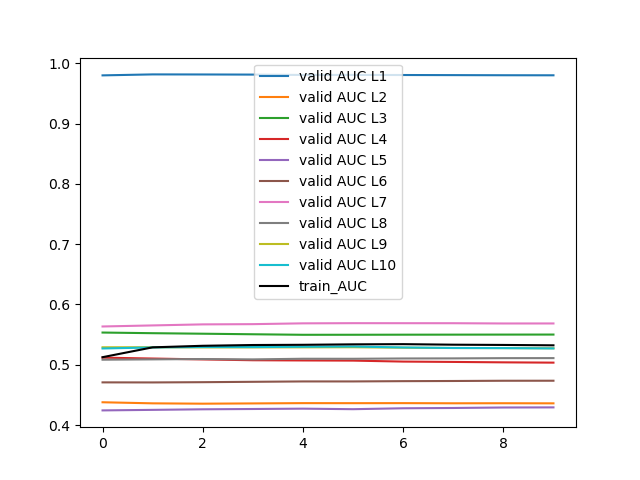 1.0
0.9
0.8
0.7
0.6
0.5
0.4
0 2 4 6 8
valid AUC L1
valid AUC L2
valid AUC L3
valid AUC L4
valid AUC L5
valid AUC L6
valid AUC L7
valid AUC L8
valid AUC L9
valid AUC L10
train_AUC